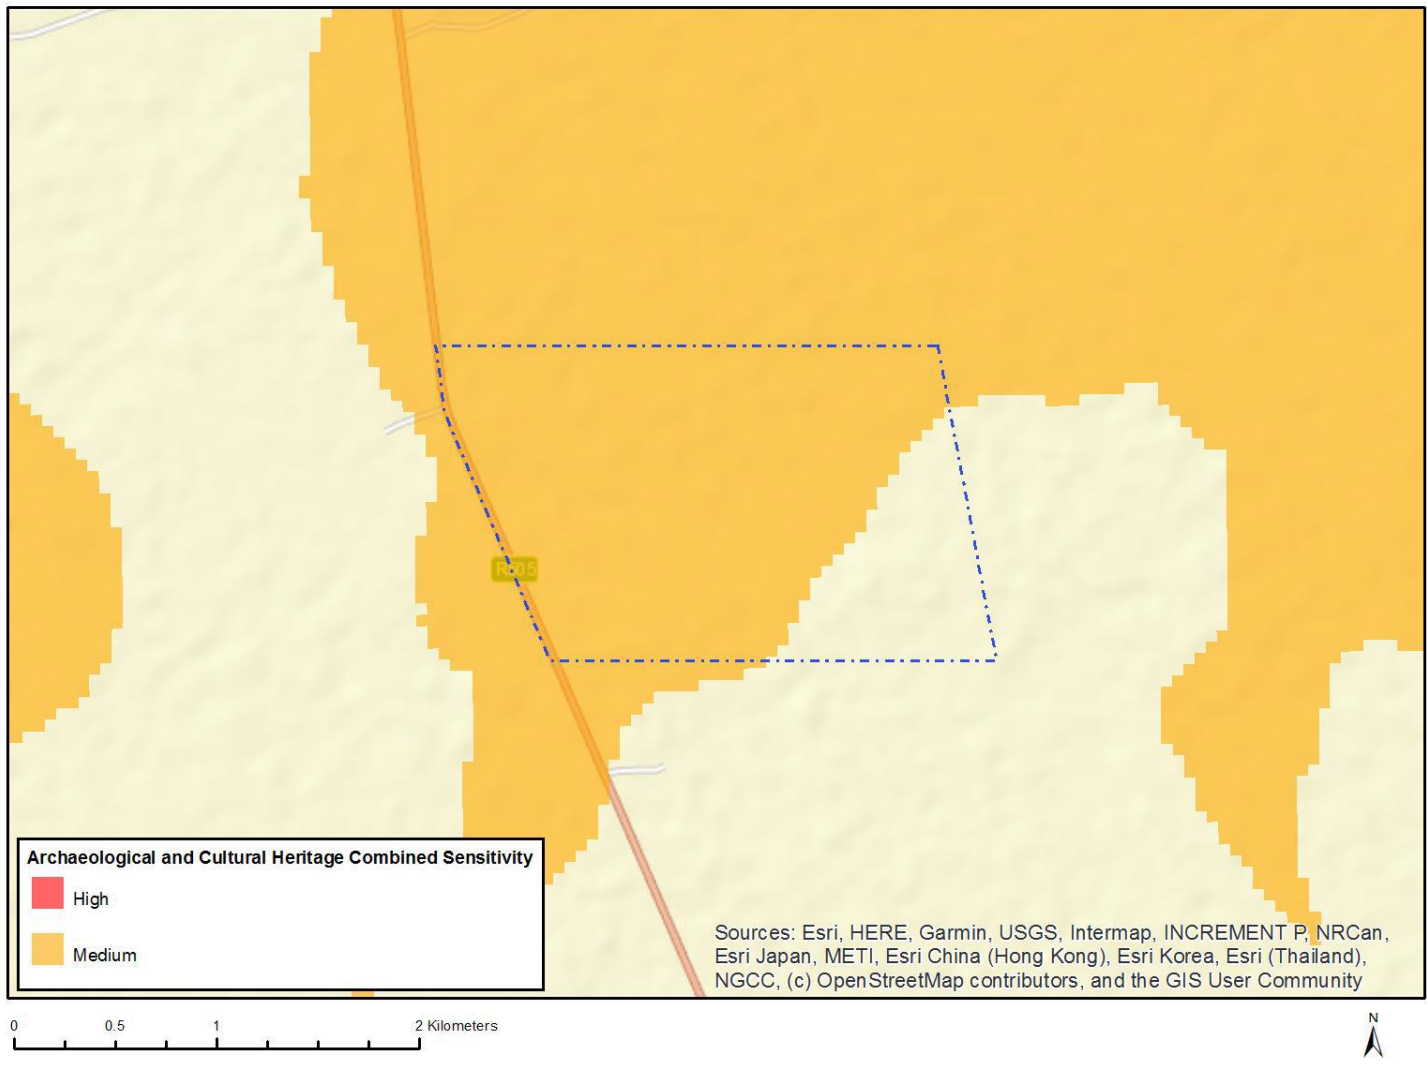 Archaeological and Cultural Heritage Combined Sensitivity
High
Medium
Sources: Esri, HERE, Garmin, USGS, Intermap, INCREMENT P, NRCan,
Esri Japan, METI, Esri China (Hong Kong), Esri Korea, Esri (Thailand),
NGCC, (c) OpenStreetMap contributors, and the GIS User Community
0 0.5 1 2 Kilometers
N